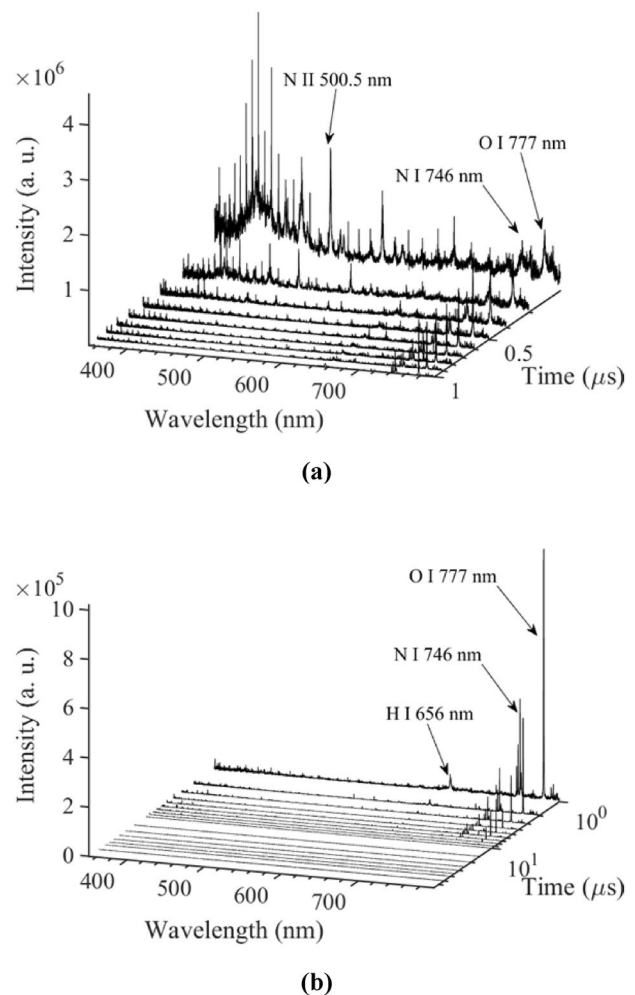 ×10⁶
N II 500.5 nm
O I 777 nm
N I 746 nm
4
3
2
1
Intensity (a. u.)
0.5
1
Time (μs)
400 500 600 700
Wavelength (nm)
(a)
×10⁵
O I 777 nm
N I 746 nm
H I 656 nm
10
8
6
4
2
0
Intensity (a. u.)
10⁰
10¹
Time (μs)
400 500 600 700
Wavelength (nm)
(b)